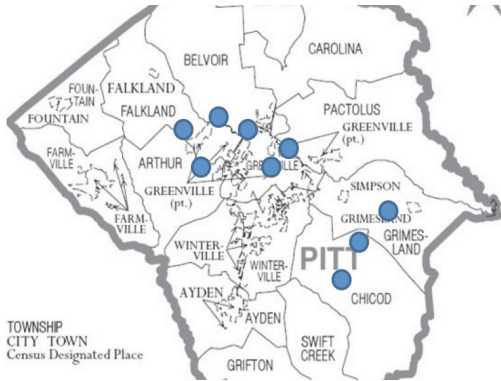 BELVOIR
CAROLINA
FOUN-
TAIN
FALKLAND
FOUNTAIN
FALKLAND
PACTOLUS
GREENVILLE
(pt.)
FARM-
VILLE
ARTHUR
GREENVILLE
GREENVILLE
(pt.)
SIMPSON
FARM-
VILLE
GRIMESLAND
GRIMES-
LAND
WINTER-
VILLE
PITT
WINTER-
VILLE
AYDEN
CHICOD
AYDEN
TOWNSHIP
CITY TOWN
Census Designated Place
SWIFT
CREEK
GRIFTON